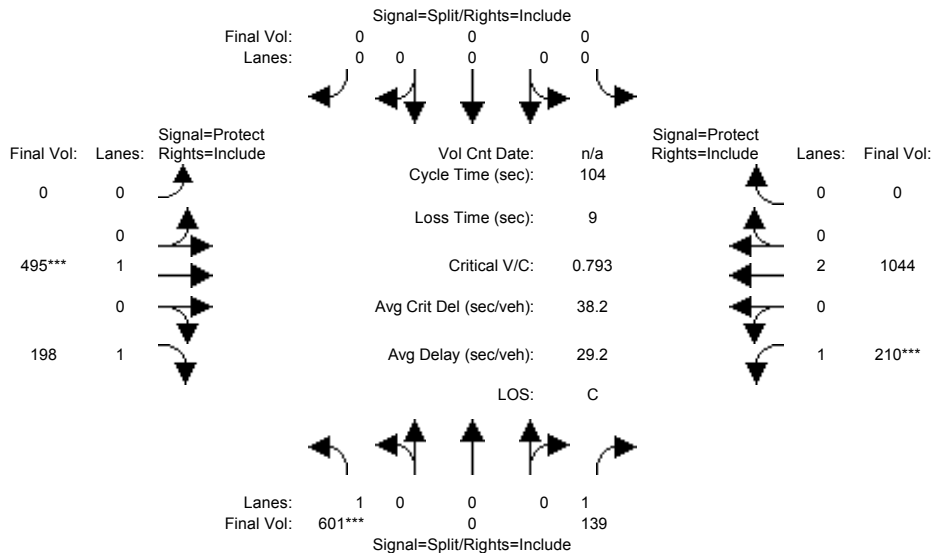 Signal=Split/Rights=Include
Final Vol: 0 0 0
Lanes: 0 0 0 0 0
Signal=Protect Signal=Protect
Final Vol: Lanes: Rights=Include Vol Cnt Date: n/a Rights=Include Lanes: Final Vol:
Cycle Time (sec): 104
0 0 0 0
Loss Time (sec): 9
0 0
495*** 1 Critical V/C: 0.793 2 1044
0 Avg Crit Del (sec/veh): 38.2 0
198 1 Avg Delay (sec/veh): 29.2 1 210***
LOS: C
Lanes: 1 0 0 0 1
Final Vol: 601*** 0 139
Signal=Split/Rights=Include